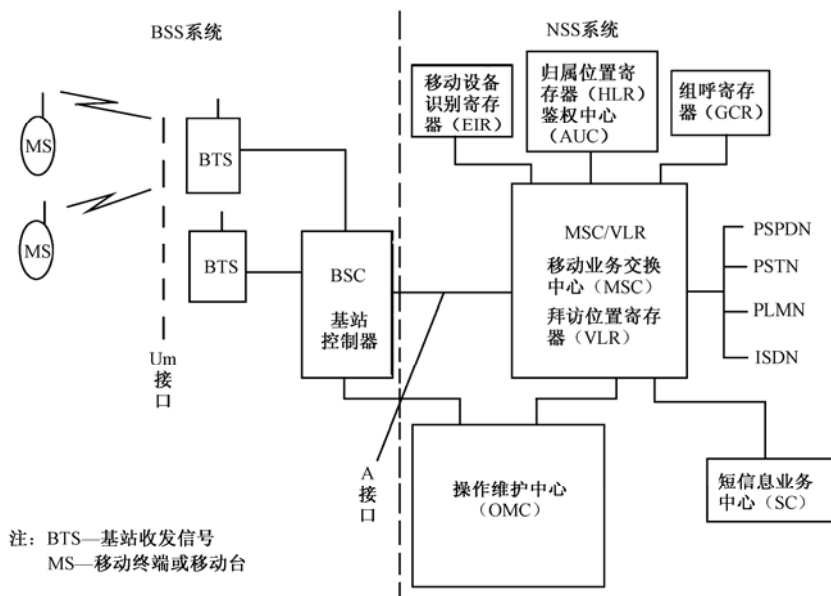 BSS系统
NSS系统
移动设备
识别寄存
器（EIR）
归属位置寄
存器（HLR）
鉴权中心
（AUC）
组呼寄存
器（GCR）
MS
MS
BTS
BTS
BSC
基站
控制器
MSC/VLR
移动业务交换
中心（MSC）
拜访位置寄存
器（VLR）
PSPDN
PSTN
PLMN
ISDN
Um
接
口
A
接
口
操作维护中心
（OMC）
短信息业务
中心（SC）
注：BTS—基站收发信号
MS—移动终端或移动台